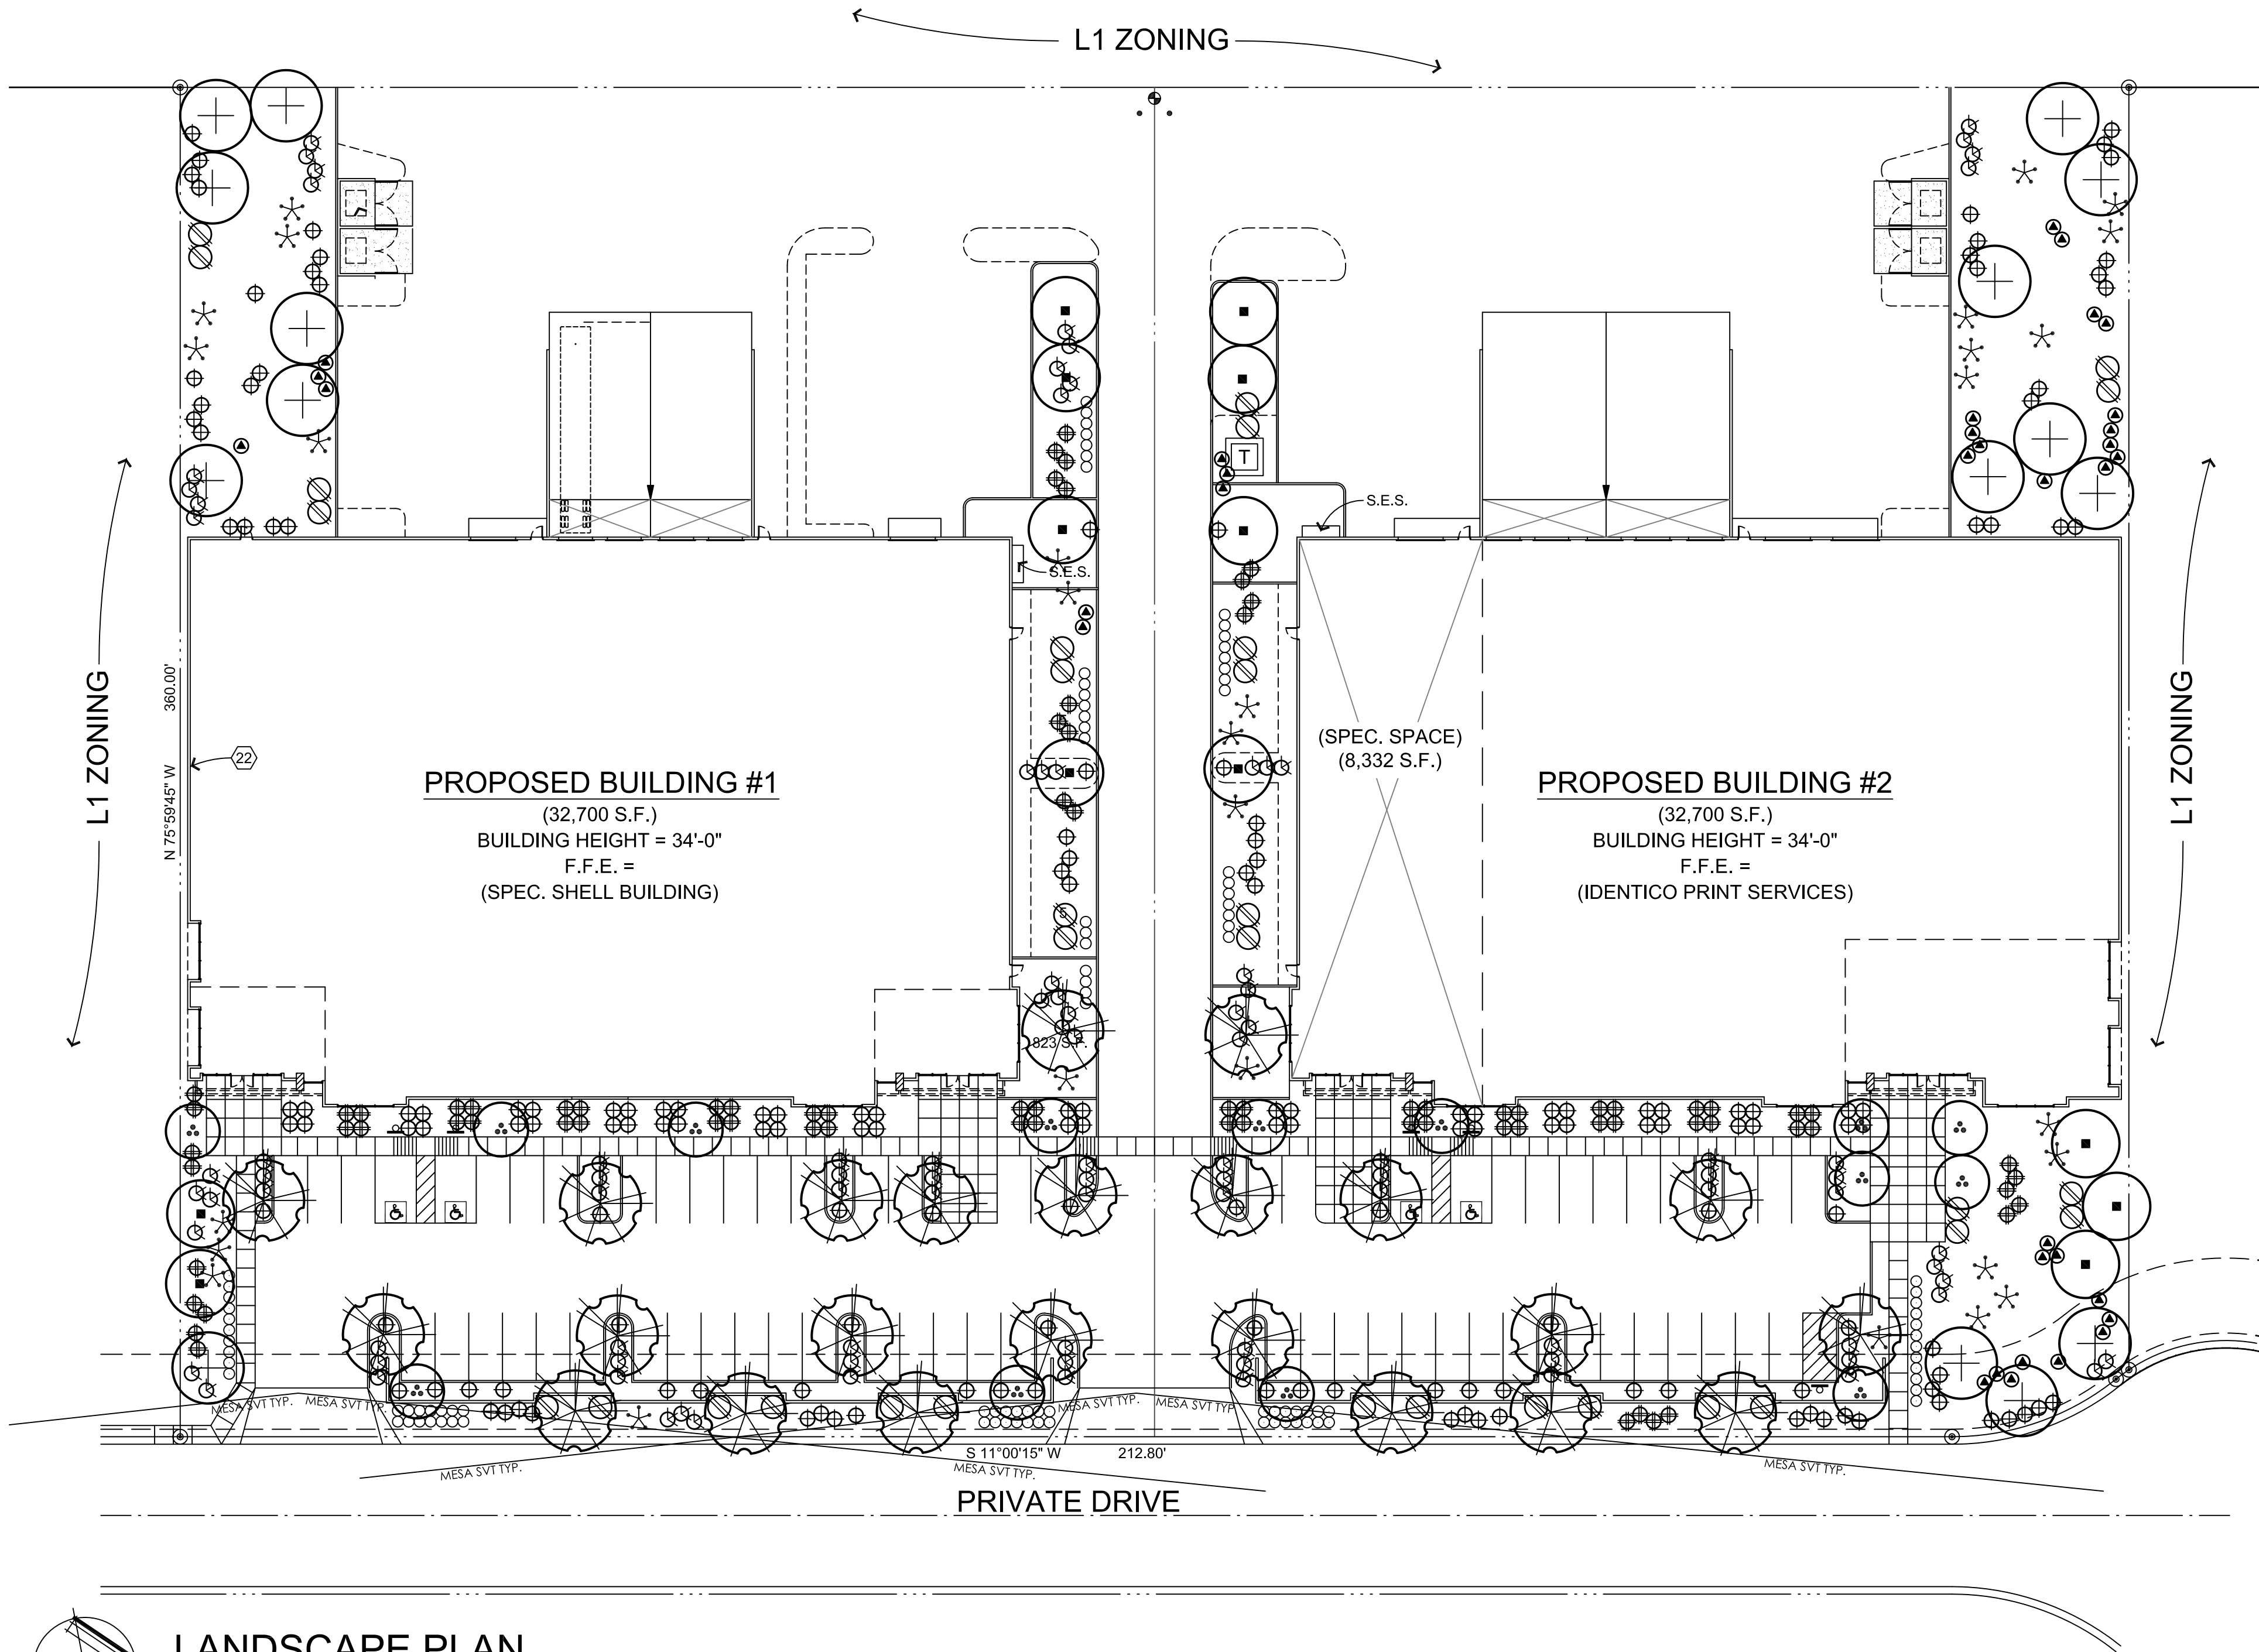 L1 ZONING
T
S.E.S.
S.E.S.
L1 ZONING
N 75°59'45" W 360.00'
22
PROPOSED BUILDING #1
(32,700 S.F.)
BUILDING HEIGHT = 34'-0"
F.F.E. =
(SPEC. SHELL BUILDING)
(SPEC. SPACE)
(8,332 S.F.)
PROPOSED BUILDING #2
(32,700 S.F.)
BUILDING HEIGHT = 34'-0"
F.F.E. =
(IDENTICO PRINT SERVICES)
L1 ZONING
823 S.F.
MESA SVT TYP.
MESA SVT TYP.
MESA SVT TYP.
MESA SVT TYP.
S 11°00'15" W 212.80'
MESA SVT TYP.
MESA SVT TYP.
MESA SVT TYP.
PRIVATE DRIVE
LANDSCAPE PLAN